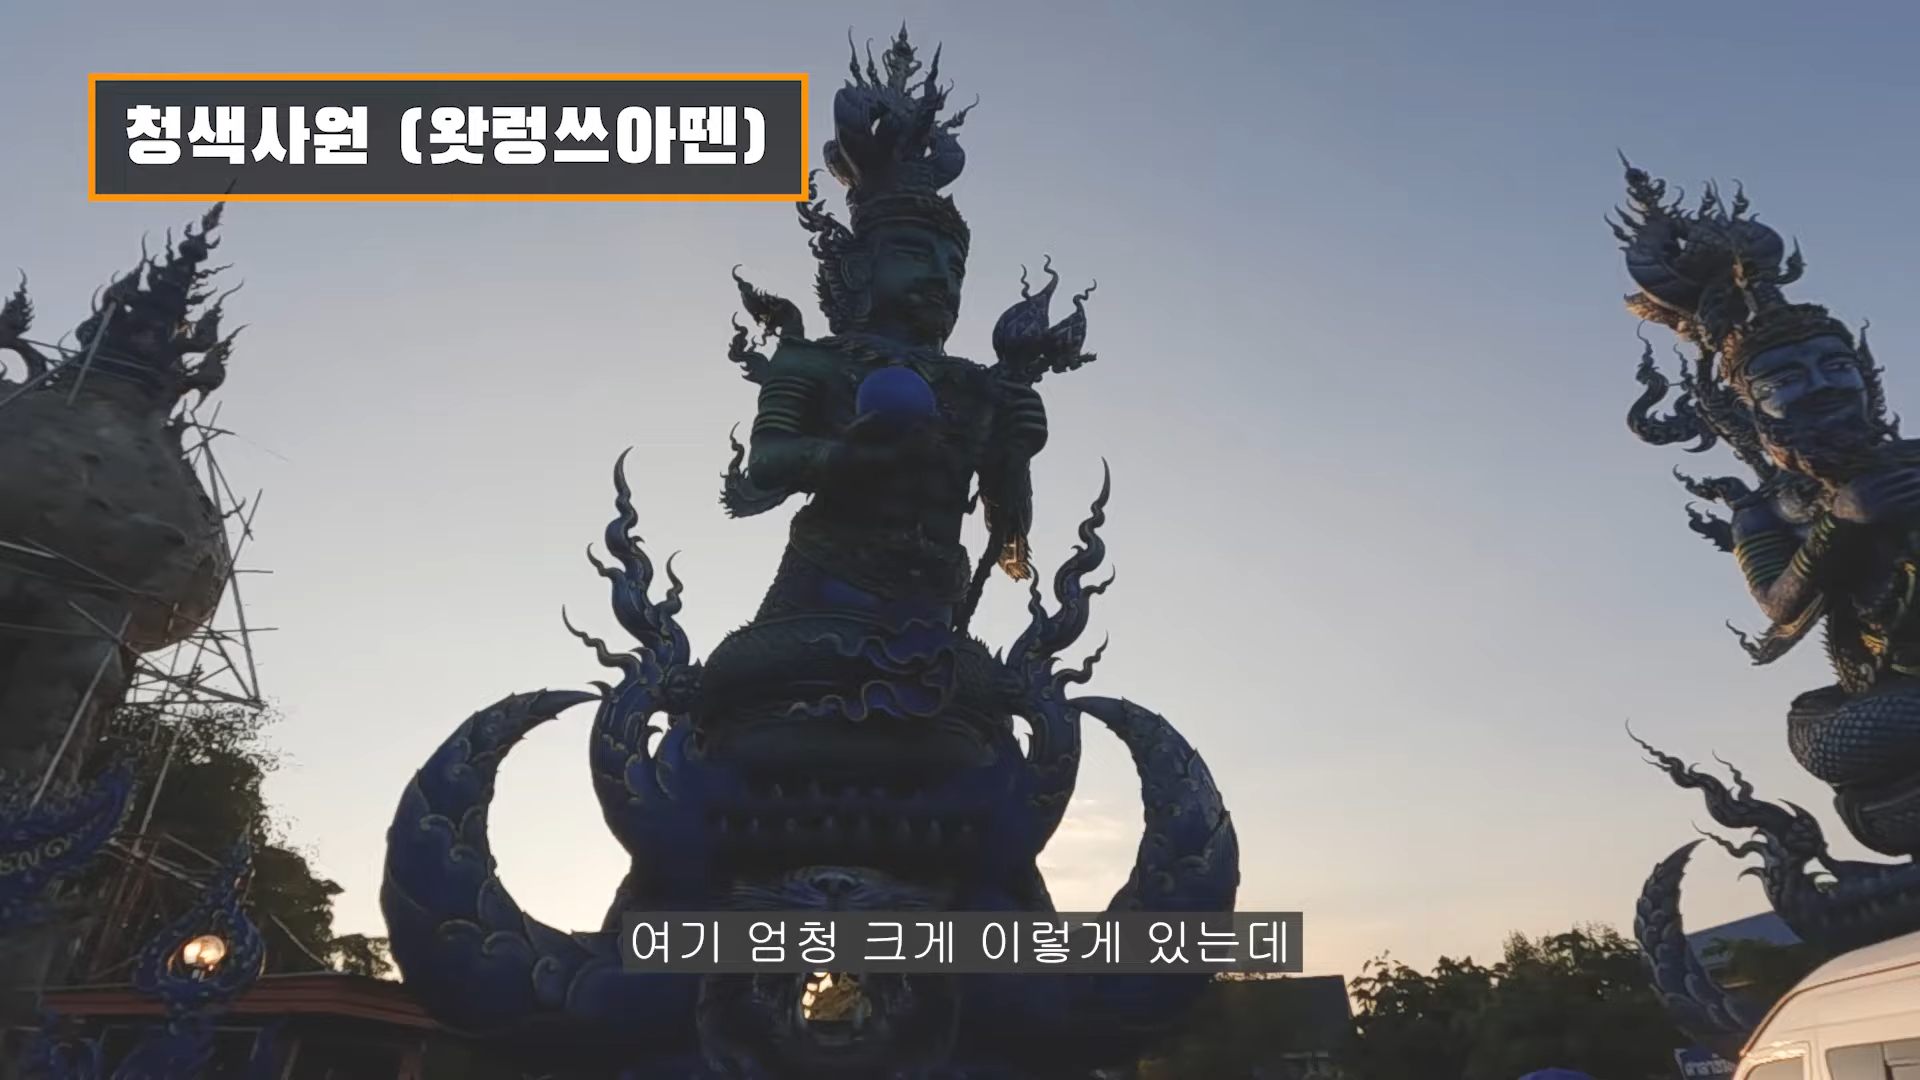 청색사원 (왓렁쓰아뗀)
여기 엄청 크게 이렇게 있는데